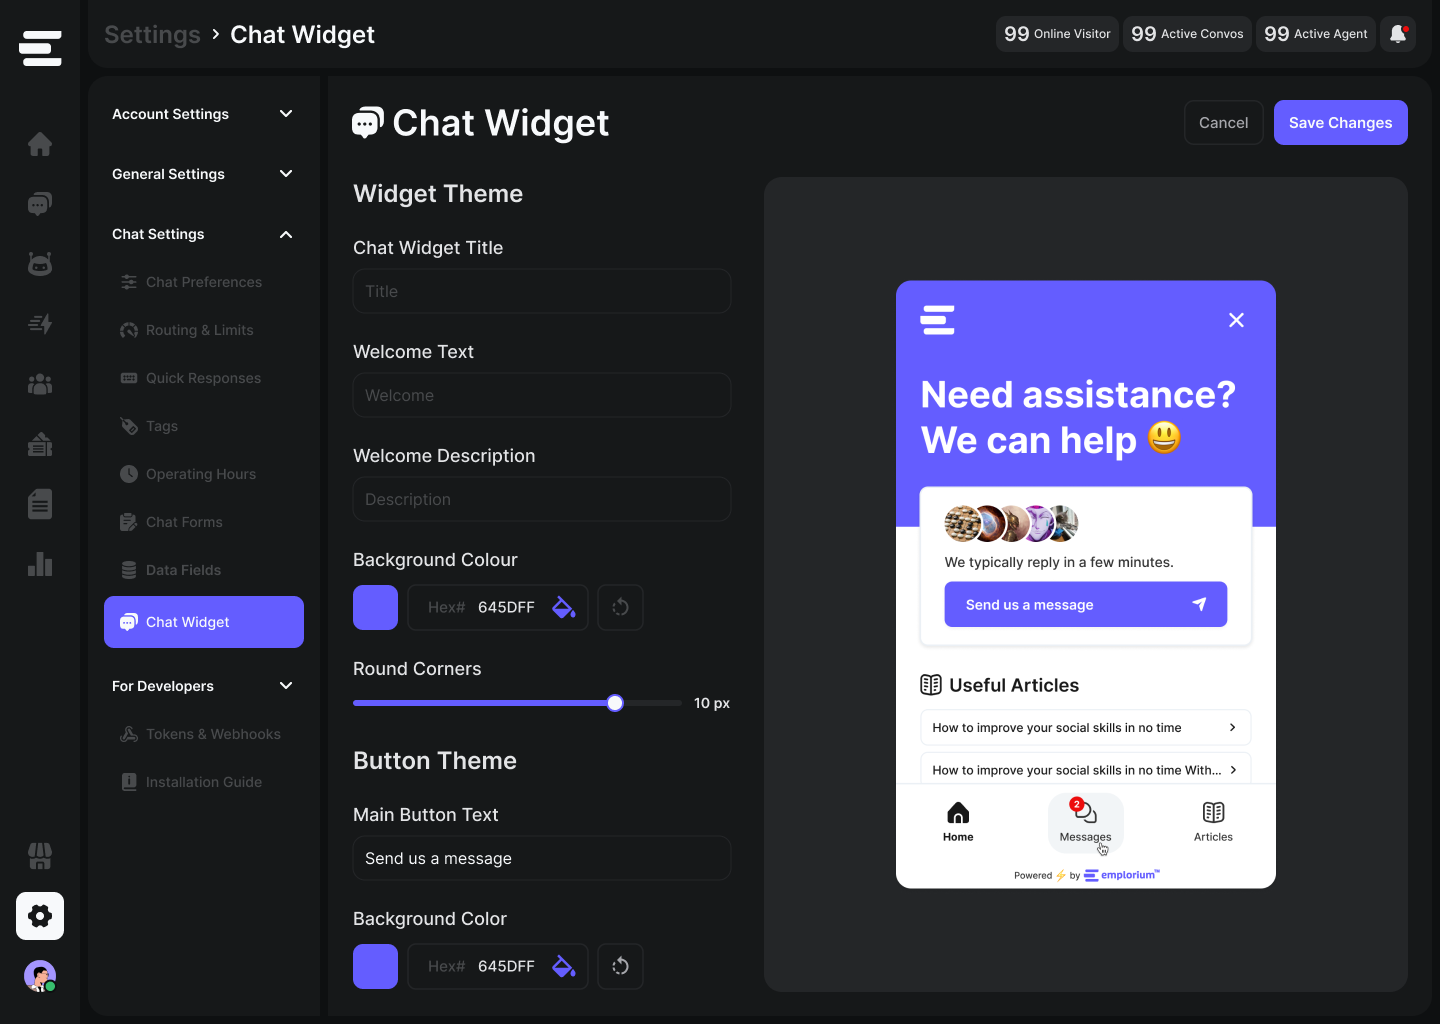 Settings > Chat Widget
99 Online Visitor
99 Active Convos
99 Active Agent
Account Settings
General Settings
Chat Settings
Chat Preferences
Routing & Limits
Quick Responses
Tags
Operating Hours
Chat Forms
Data Fields
Chat Widget
For Developers
Tokens & Webhooks
Installation Guide
Chat Widget
Cancel
Save Changes
Widget Theme
Chat Widget Title
Title
Welcome Text
Welcome
Welcome Description
Description
Background Colour
Hex# 645DFF
Round Corners
10 px
Button Theme
Main Button Text
Send us a message
Background Color
Hex# 645DFF
Need assistance?
We can help 😃
We typically reply in a few minutes.
Send us a message
Useful Articles
How to improve your social skills in no time
How to improve your social skills in no time With...
2
Home
Messages
Articles
Powered ⚡ by emplorium™